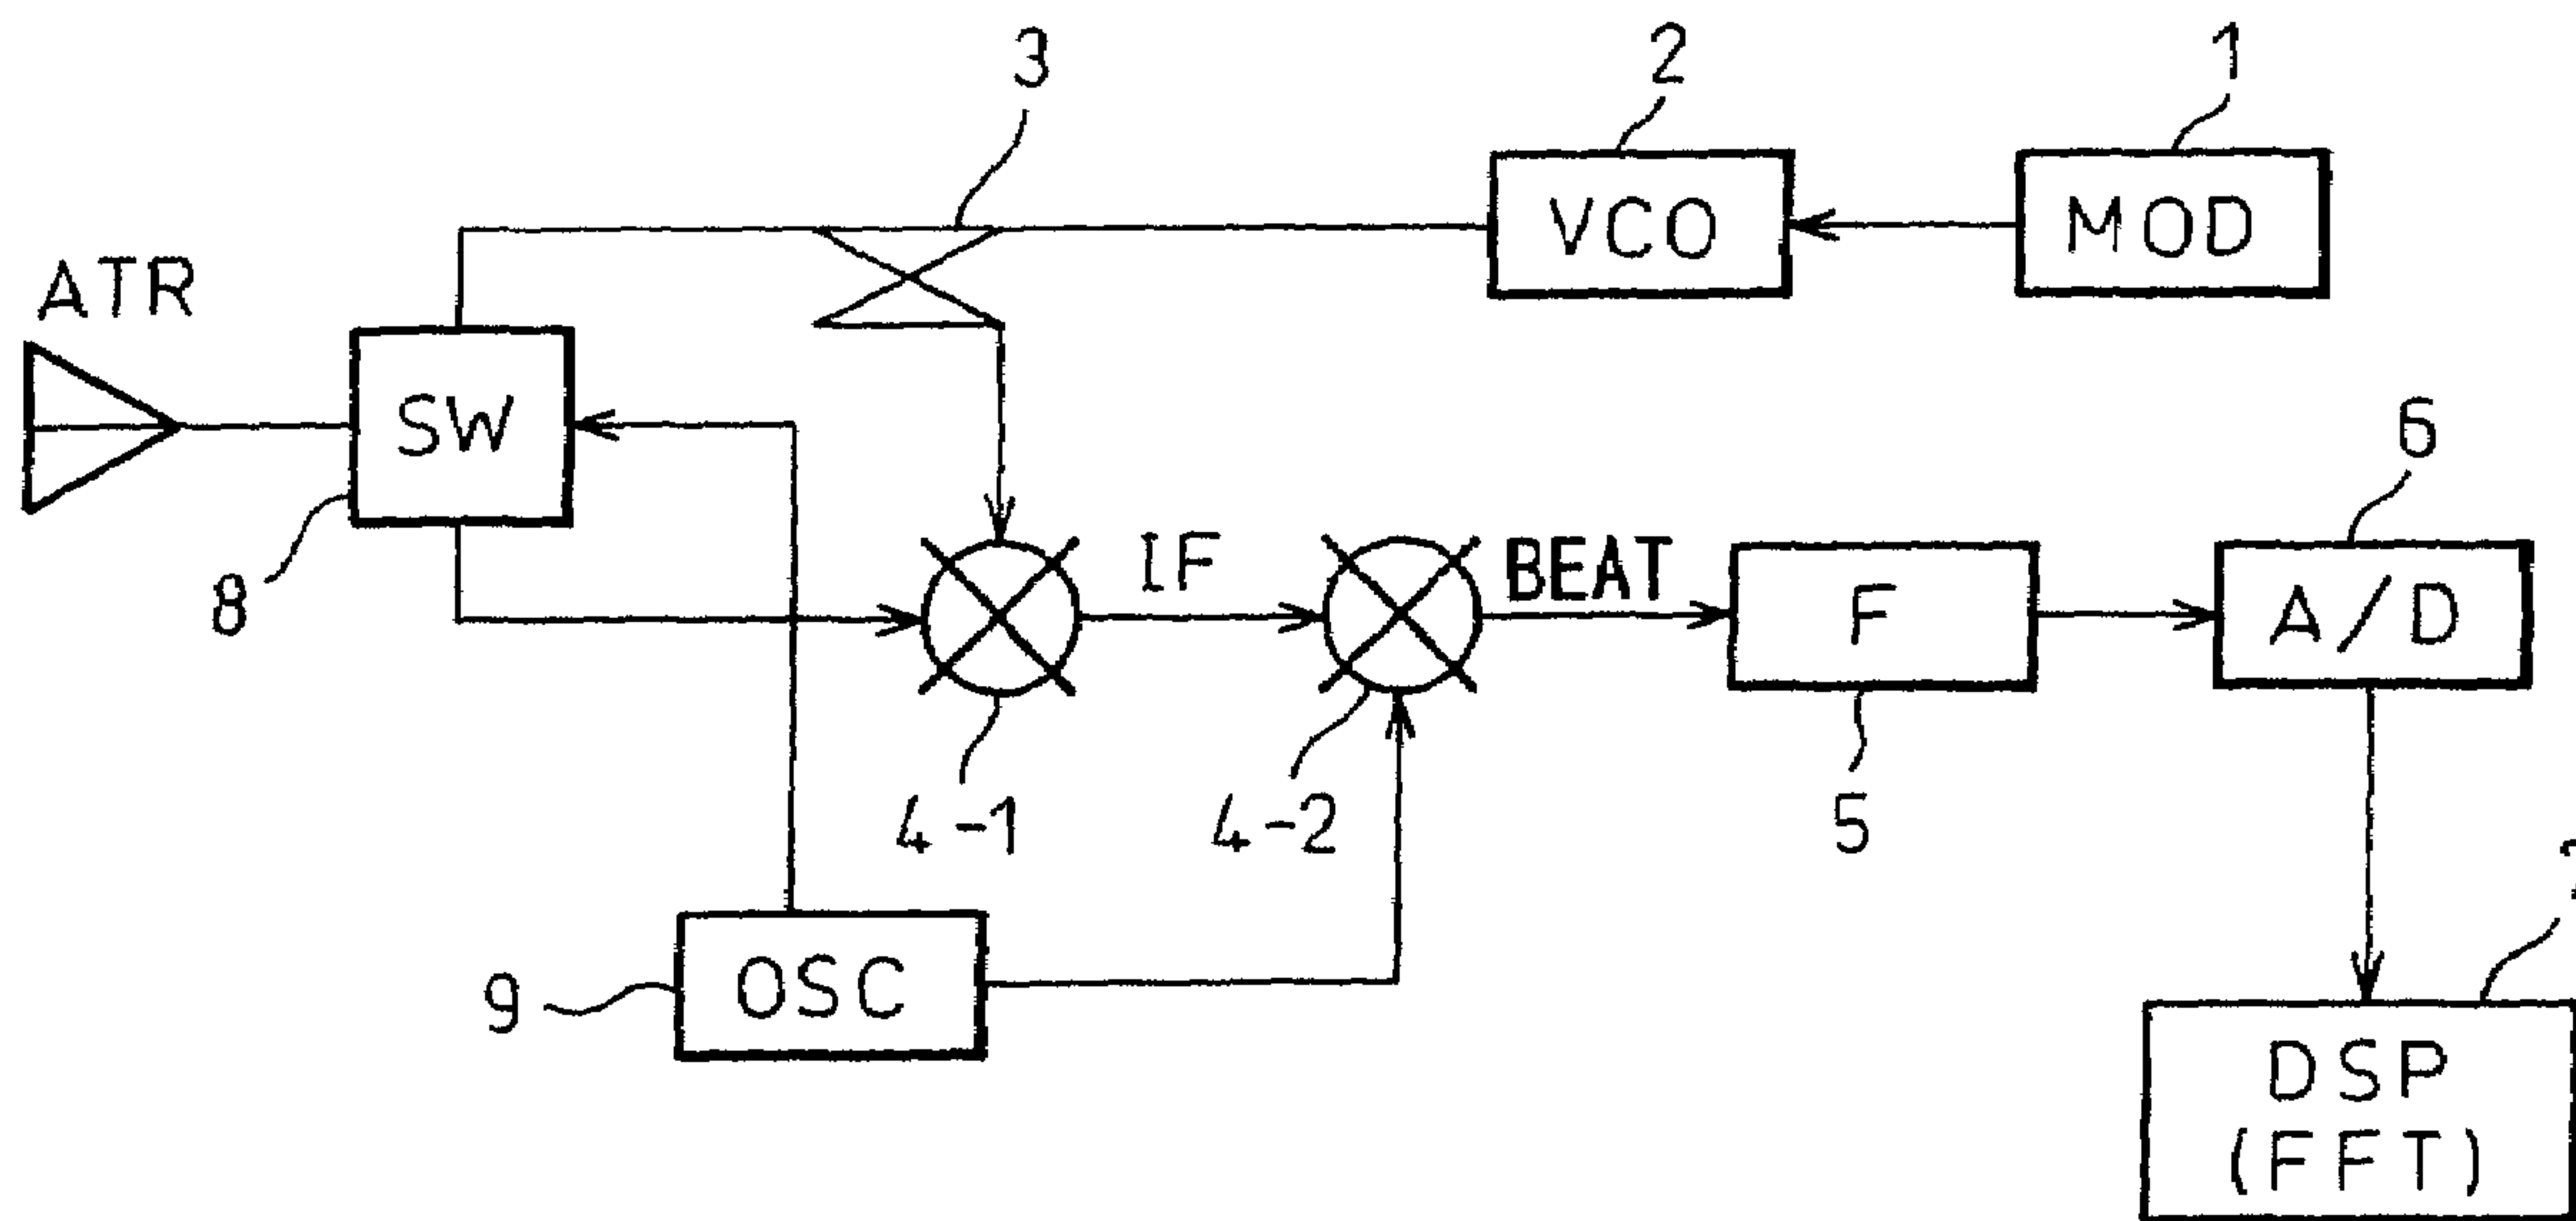 3
2
1
VCO
MOD
ATR
SW
6
8
IF
BEAT
F
A/D
4-1
4-2
5
9
OSC
DSP
(FFT)